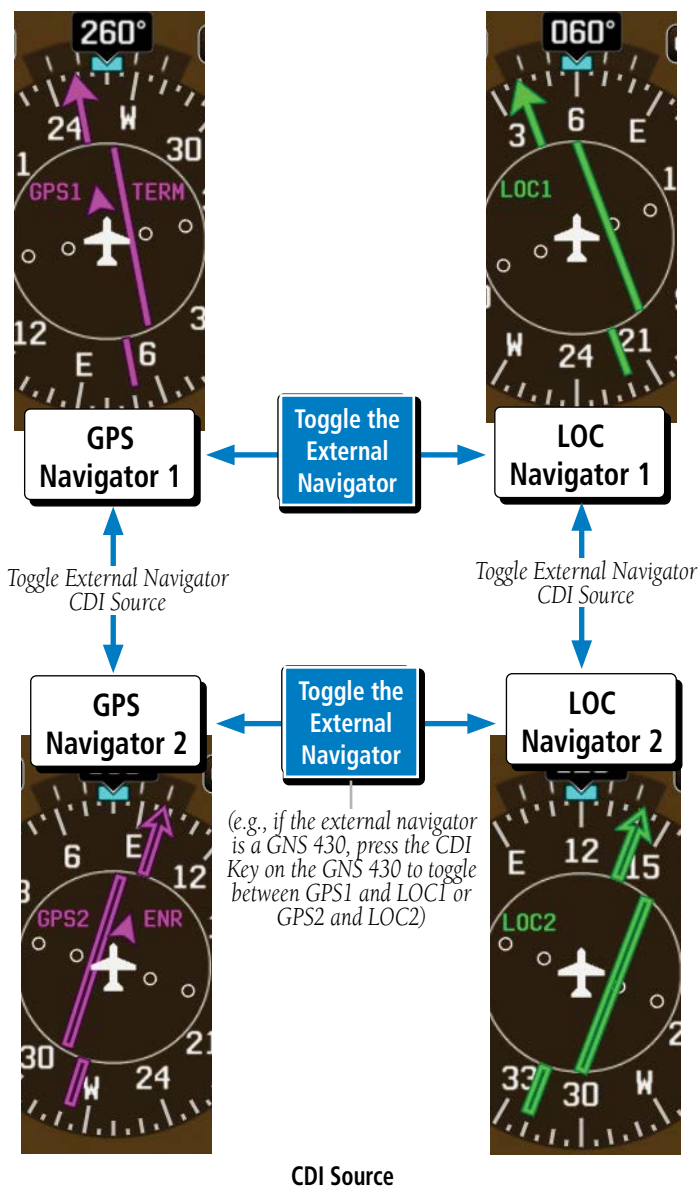 260°
060°
24
W
30
1
GPS1
TERM
12
3
E
6
3
6
E
1
LOC1
W
24
21
GPS
Navigator 1
Toggle the
External
Navigator
LOC
Navigator 1
Toggle External Navigator
CDI Source
Toggle External Navigator
CDI Source
GPS
Navigator 2
Toggle the
External
Navigator
LOC
Navigator 2
(e.g., if the external navigator
is a GNS 430, press the CDI
Key on the GNS 430 to toggle
between GPS1 and LOC1 or
GPS2 and LOC2)
6
E
12
3
GPS2
ENR
30
W
24
21
E
12
15
LOC2
2
33
30
W
CDI Source